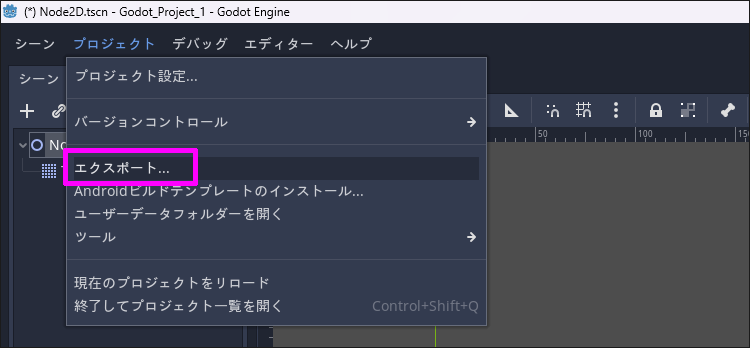 (*) Node2D.tscn - Godot_Project_1 - Godot Engine
シーン プロジェクト デバッグ エディター ヘルプ
シーン
プロジェクト設定...
バージョンコントロール
50 100
エクスポート...
Androidビルドテンプレートのインストール...
ユーザーデータフォルダーを開く
ツール
現在のプロジェクトをリロード
終了してプロジェクト一覧を開く Control+Shift+Q